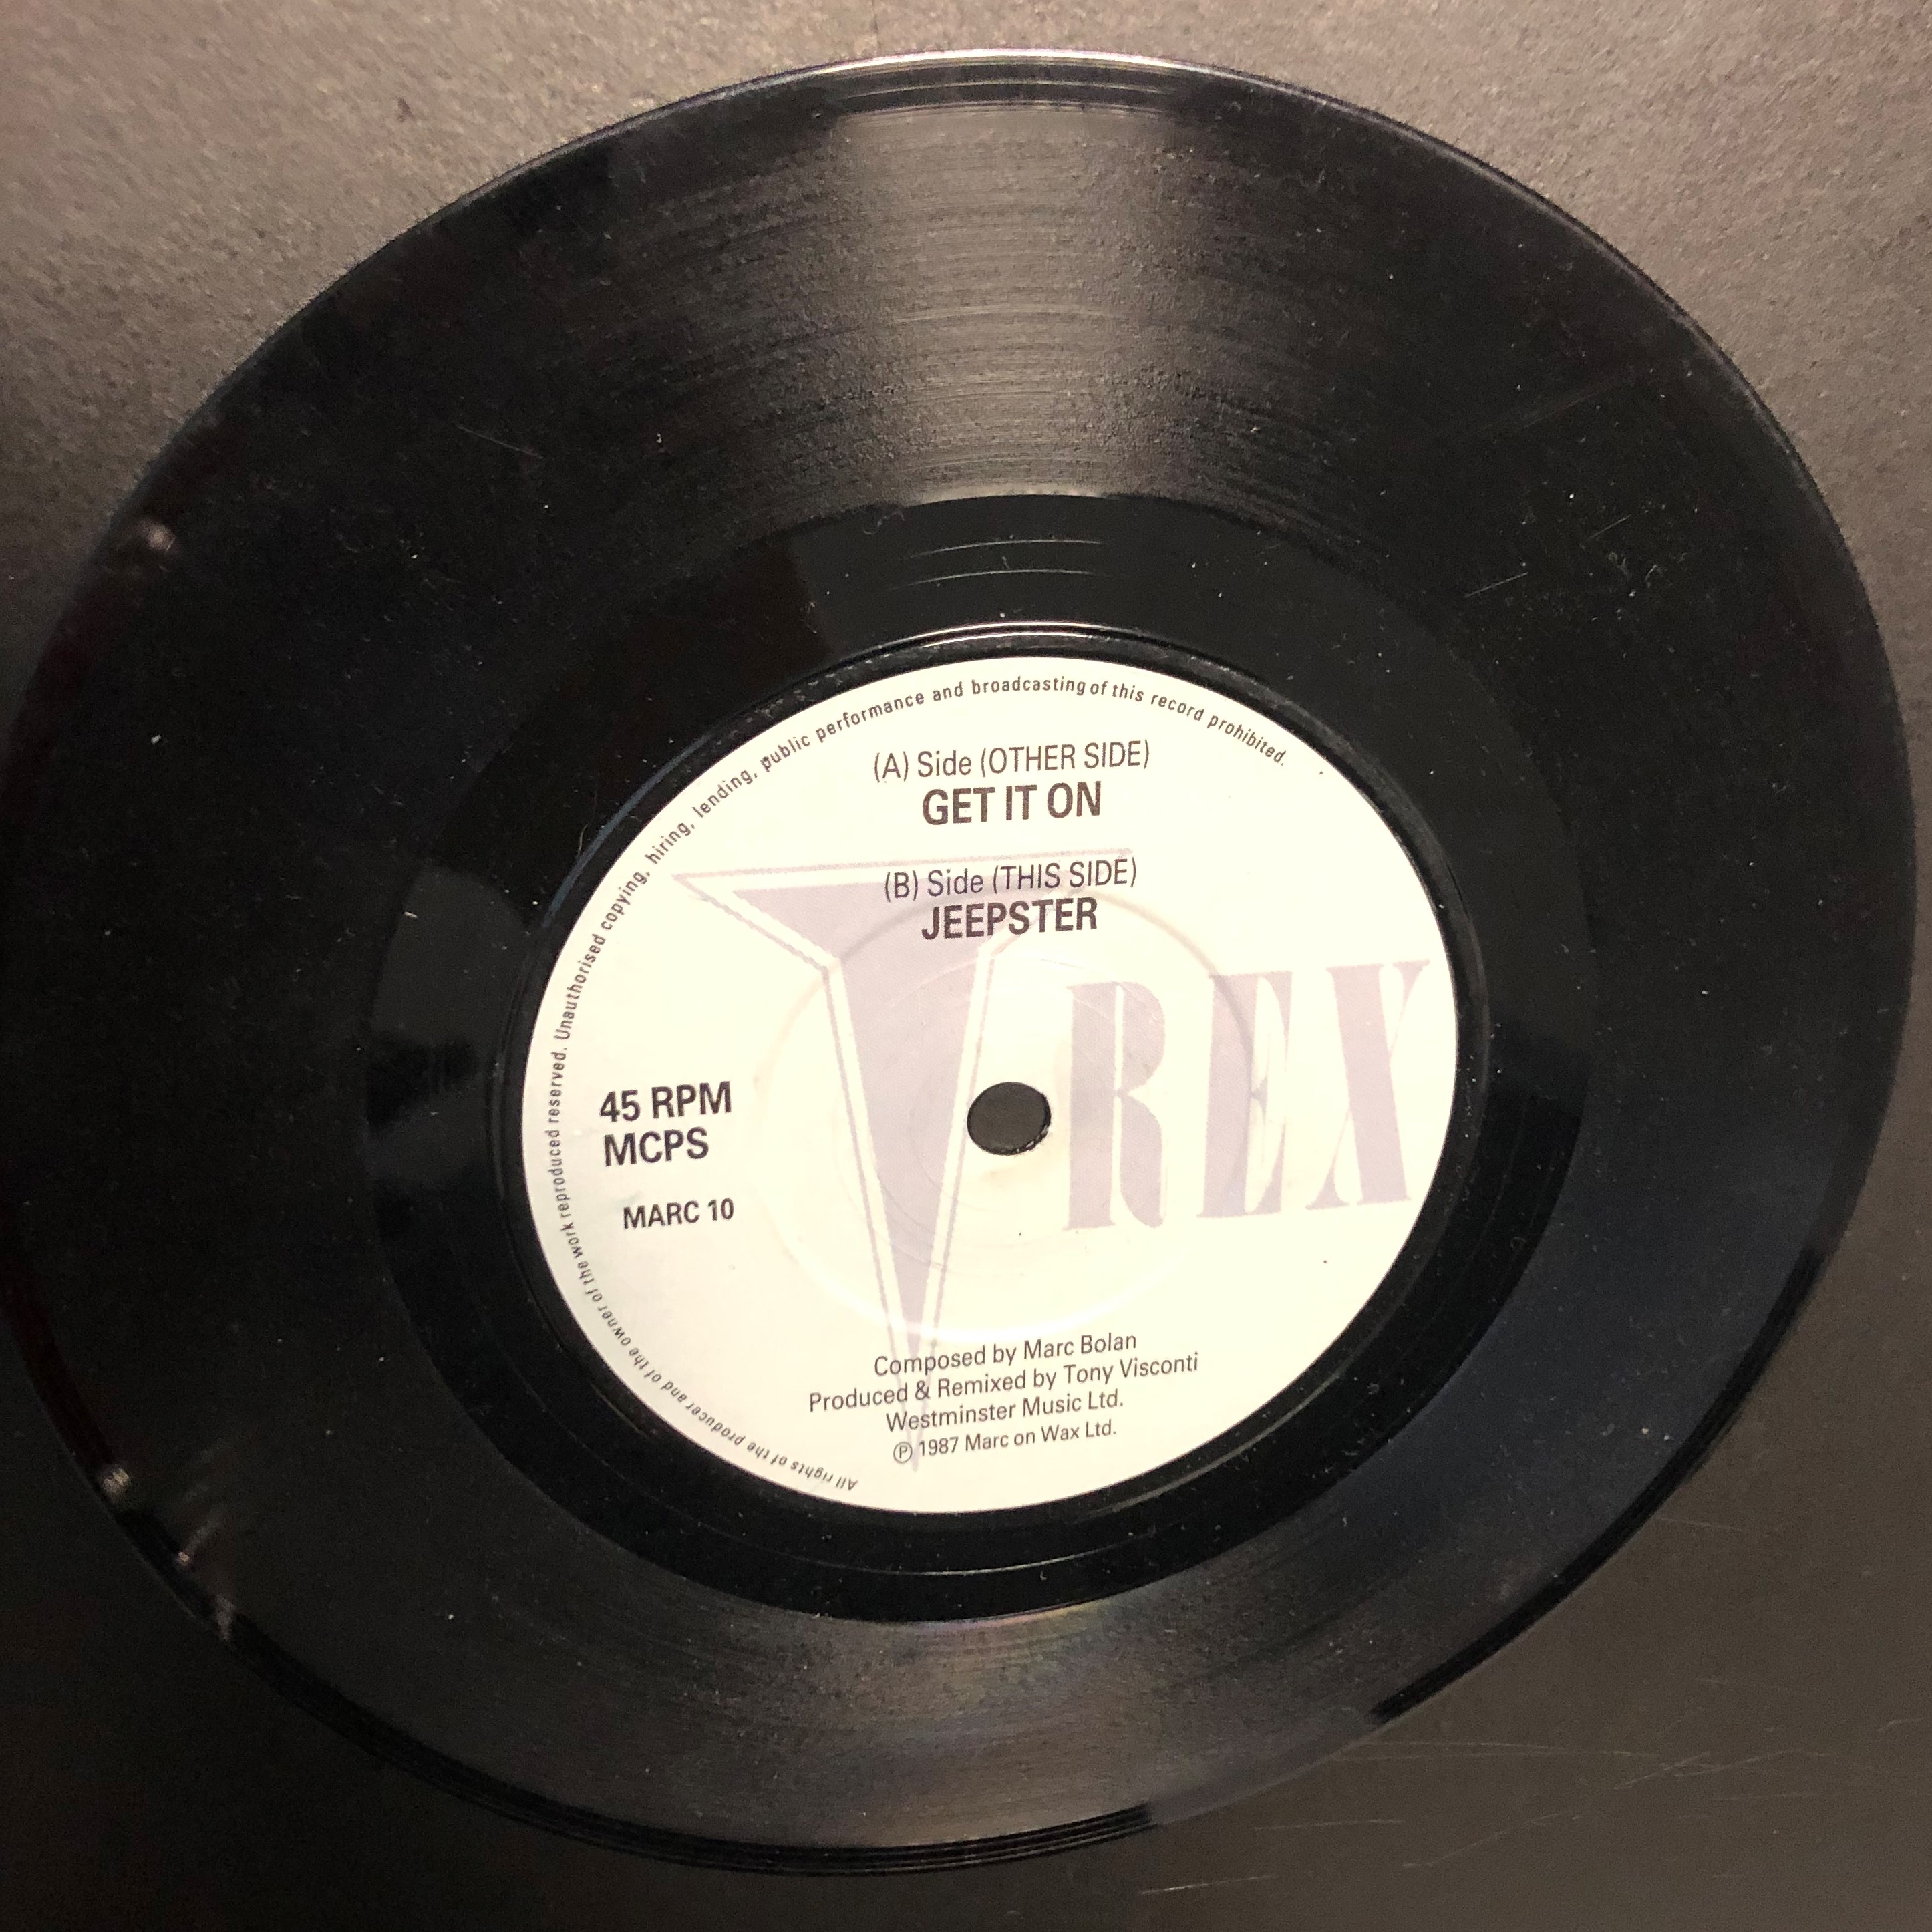 All rights of the producer and of the owner of the work reproduced reserved. Unauthorised copying, hiring, lending, public performance and broadcasting of this record prohibited.
(A) Side (OTHER SIDE)
GET IT ON
(B) Side (THIS SIDE)
JEEPSTER
T REX
45 RPM
MCPS
MARC 10
Composed by Marc Bolan
Produced & Remixed by Tony Visconti
Westminster Music Ltd.
℗ 1987 Marc on Wax Ltd.